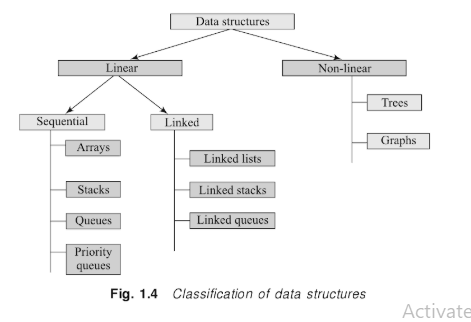 Data structures
Linear
Non-linear
Sequential
Linked
Trees
Graphs
Arrays
Stacks
Queues
Priority
queues
Linked lists
Linked stacks
Linked queues
Fig. 1.4 Classification of data structures
Activate